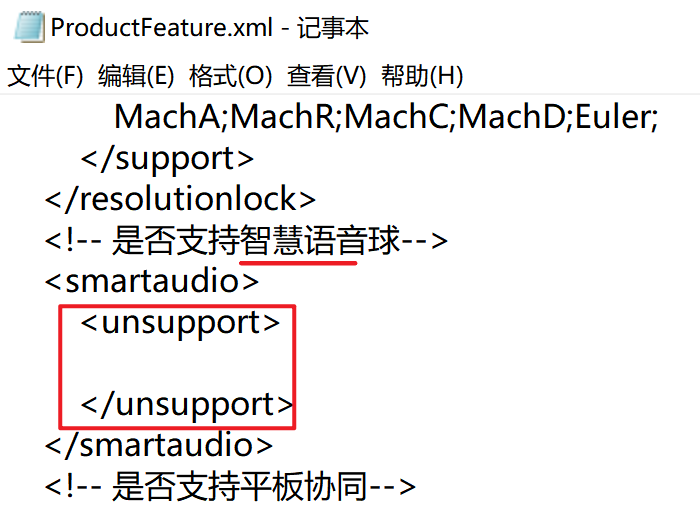 ProductFeature.xml - 记事本
文件(F) 编辑(E) 格式(O) 查看(V) 帮助(H)
MachA;MachR;MachC;MachD;Euler;
</support>
</resolutionlock>
<!-- 是否支持智慧语音球-->
<smartaudio>
<unsupport>
</unsupport>
</smartaudio>
<!-- 是否支持平板协同-->